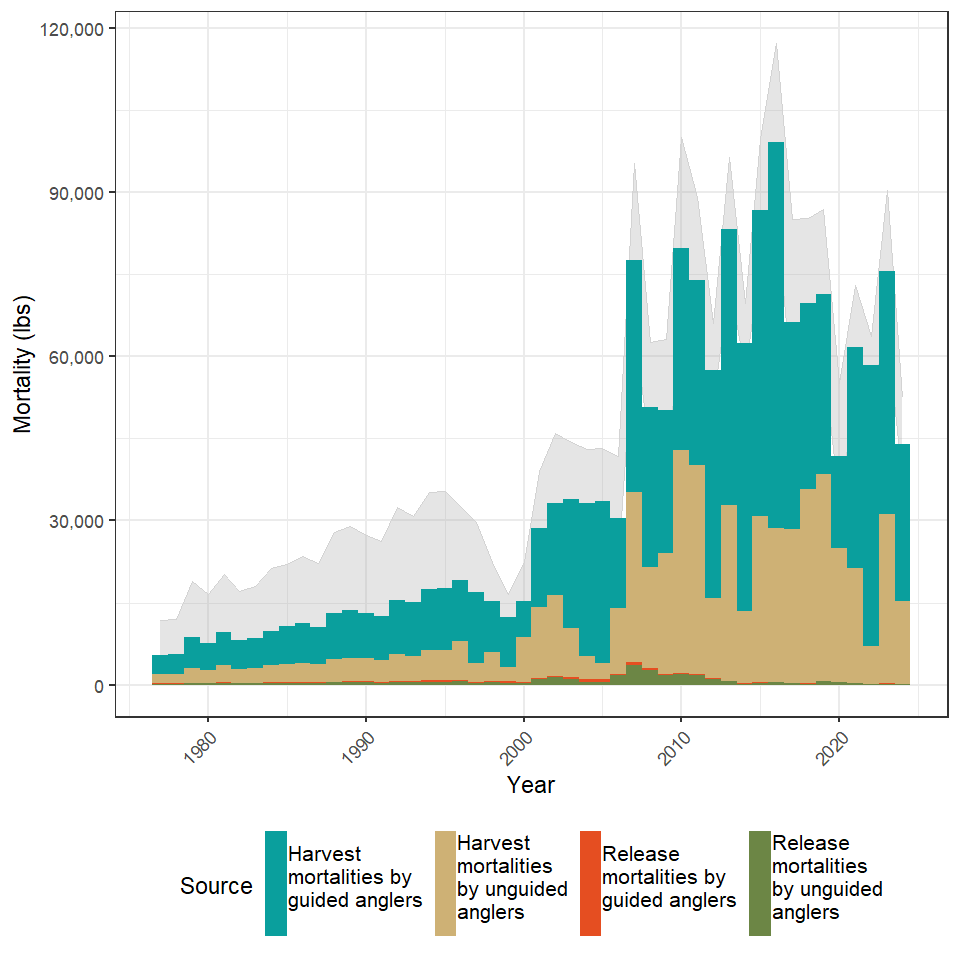 120,000
90,000
60,000
30,000
0
Mortality (lbs)
1980
1990
2000
2010
2020
Year
Source
Harvest
mortalities by
guided anglers
Harvest
mortalities
by unguided
anglers
Release
mortalities by
guided anglers
Release
mortalities
by unguided
anglers